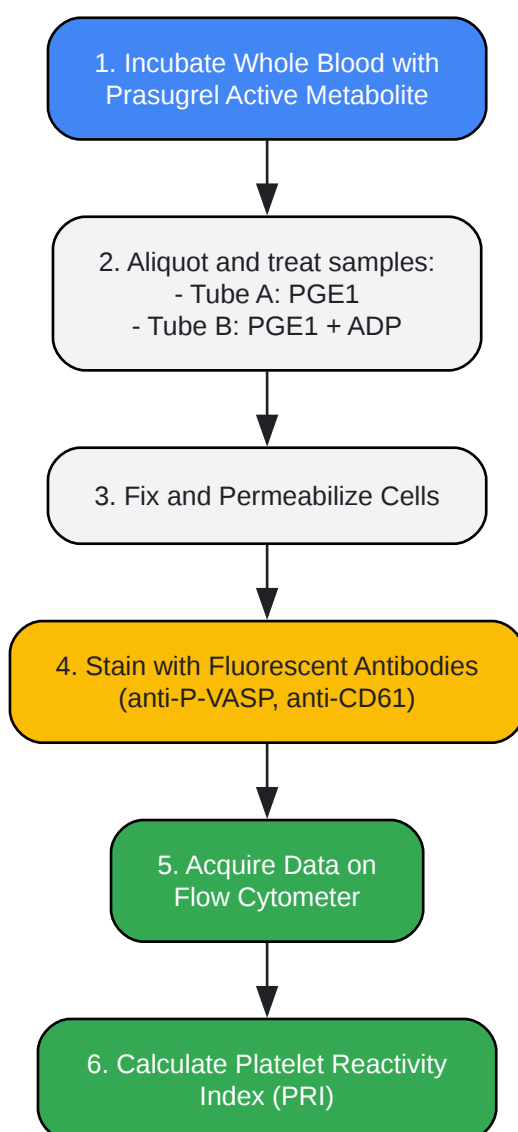 1. Incubate Whole Blood with
Prasugrel Active Metabolite
2. Aliquot and treat samples:
- Tube A: PGE1
- Tube B: PGE1 + ADP
3. Fix and Permeabilize Cells
4. Stain with Fluorescent Antibodies
(anti-P-VASP, anti-CD61)
5. Acquire Data on
Flow Cytometer
6. Calculate Platelet Reactivity
Index (PRI)